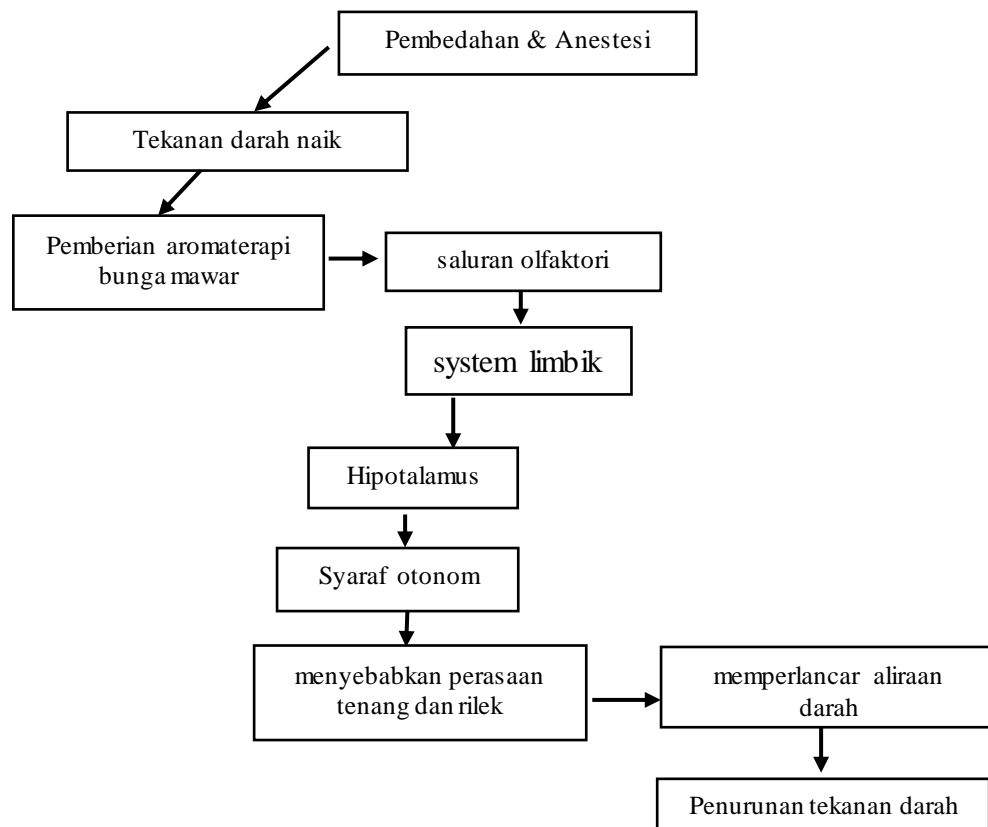 Pembedahan & Anestesi
Tekanan darah naik
Pemberian aromaterapi
bunga mawar
saluran olfaktori
system limbik
Hipotalamus
Syaraf otonom
menyebabkan perasaan
tenang dan rilek
memperlancar aliraan
darah
Penurunan tekanan darah